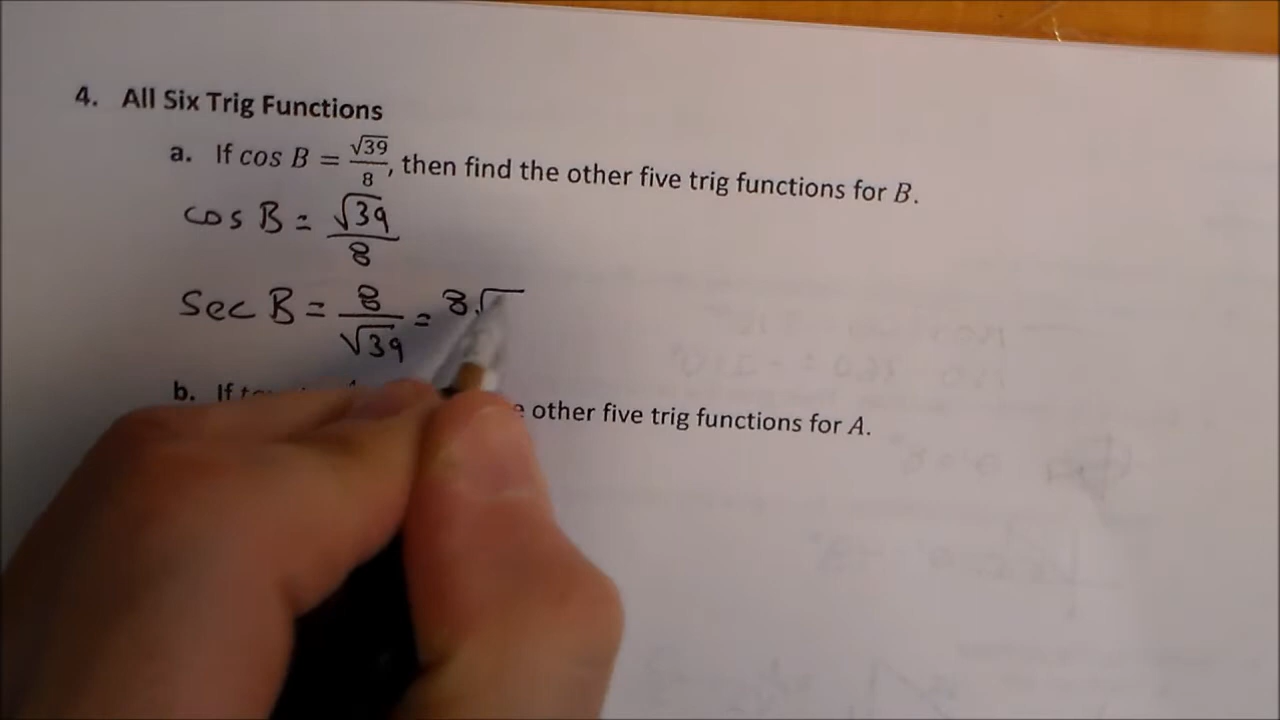 4. All Six Trig Functions
a. If cos B = √39/8, then find the other five trig functions for B.
cos B = √39/8
sec B = 8/√39 = 8√
b. If other five trig functions for A.